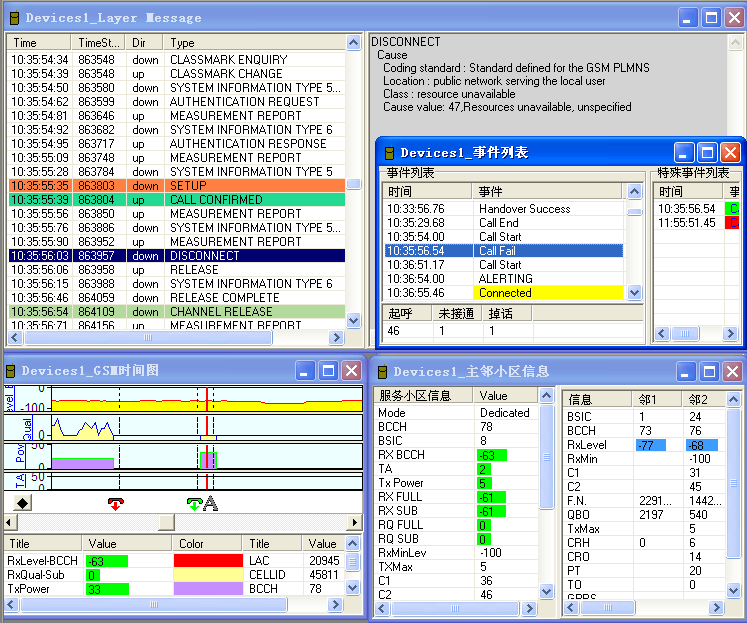 Devices1_Layer Message
Time TimeSt... Dir Type
10:35:54:34 863548 down CLASSMARK ENQUIRY
10:35:54:39 863548 up CLASSMARK CHANGE
10:35:54:50 863580 down SYSTEM INFORMATION TYPE 5...
10:35:54:62 863599 down AUTHENTICATION REQUEST
10:35:54:81 863646 up MEASUREMENT REPORT
10:35:54:92 863682 down SYSTEM INFORMATION TYPE 6
10:35:54:95 863717 up AUTHENTICATION RESPONSE
10:35:55:09 863748 up MEASUREMENT REPORT
10:35:55:28 863784 down SYSTEM INFORMATION TYPE 5
10:35:55:35 863803 down SETUP
10:35:55:39 863804 up CALL CONFIRMED
10:35:55:56 863850 up MEASUREMENT REPORT
10:35:55:76 863886 down SYSTEM INFORMATION TYPE 5...
10:35:55:90 863952 up MEASUREMENT REPORT
10:35:56:03 863957 down DISCONNECT
10:35:56:06 863958 up RELEASE
10:35:56:15 863988 down SYSTEM INFORMATION TYPE 6
10:35:56:46 864059 down RELEASE COMPLETE
10:35:56:54 864109 down CHANNEL RELEASE
10:35:56:71 864156 up MEASUREMENT REPORT
DISCONNECT
Cause
Coding standard : Standard defined for the GSM PLMNS
Location : public network serving the local user
Class : resource unavailable
Cause value: 47,Resources unavailable, unspecified
Devices1_事件列表
事件列表
时间 事件
10:33:56.76 Handover Success
10:35:29.68 Call End
10:35:54.00 Call Start
10:35:56.54 Call Fail
10:36:51.17 Call Start
10:36:54.00 ALERTING
10:36:55.46 Connected
起呼 未接通 掉话
46 1 1
特殊事件列表
时间 事
10:35:56.54 C
11:55:51.45 C
Devices1_GSM时间图
0
-100
Qual
0
50
Pov
0
50
TA
0
A
Title Value Color Title Value
RxLevel-BCCH -63 LAC 20945
RxQual-Sub 0 CELLID 45811
TxPower 33 BCCH 78
Devices1_主邻小区信息
服务小区信息 Value
Mode Dedicated
BCCH 78
BSIC 8
RX BCCH -63
TA 2
Tx Power 5
RX FULL -61
RX SUB -61
RQ FULL 0
RQ SUB 0
RxMinLev -100
TXMax 5
C1 36
C2 46
信息 邻1 邻2
BSIC 1 24
BCCH 73 76
RxLevel -77 -68
RxMin -100
C1 31
C2 45
F.N. 2291... 1442...
QBO 2197 540
TxMax 5
CRH 0 6
CRO 14
PT 20
TO 0
GPRS